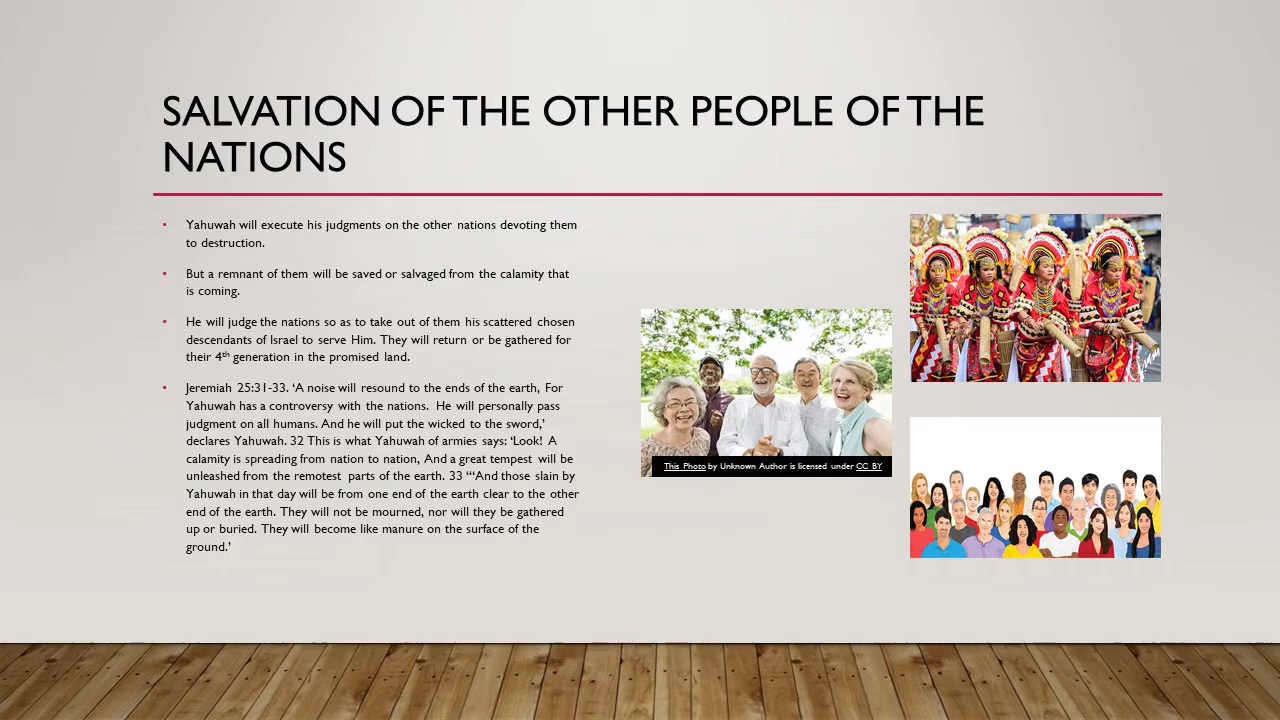 SALVATION OF THE OTHER PEOPLE OF THE
NATIONS
• Yahuwah will execute his judgments on the other nations devoting them
to destruction.
• But a remnant of them will be saved or salvaged from the calamity that
is coming.
• He will judge the nations so as to take out of them his scattered chosen
descendants of Israel to serve Him. They will return or be gathered for
their 4th generation in the promised land.
• Jeremiah 25:31-33. ‘A noise will resound to the ends of the earth, For
Yahuwah has a controversy with the nations. He will personally pass
judgment on all humans. And he will put the wicked to the sword,’
declares Yahuwah. 32 This is what Yahuwah of armies says: ‘Look! A
calamity is spreading from nation to nation, And a great tempest will be
unleashed from the remotest parts of the earth. 33 “‘And those slain by
Yahuwah in that day will be from one end of the earth clear to the other
end of the earth. They will not be mourned, nor will they be gathered
up or buried. They will become like manure on the surface of the
ground.’
This Photo by Unknown Author is licensed under CC BY